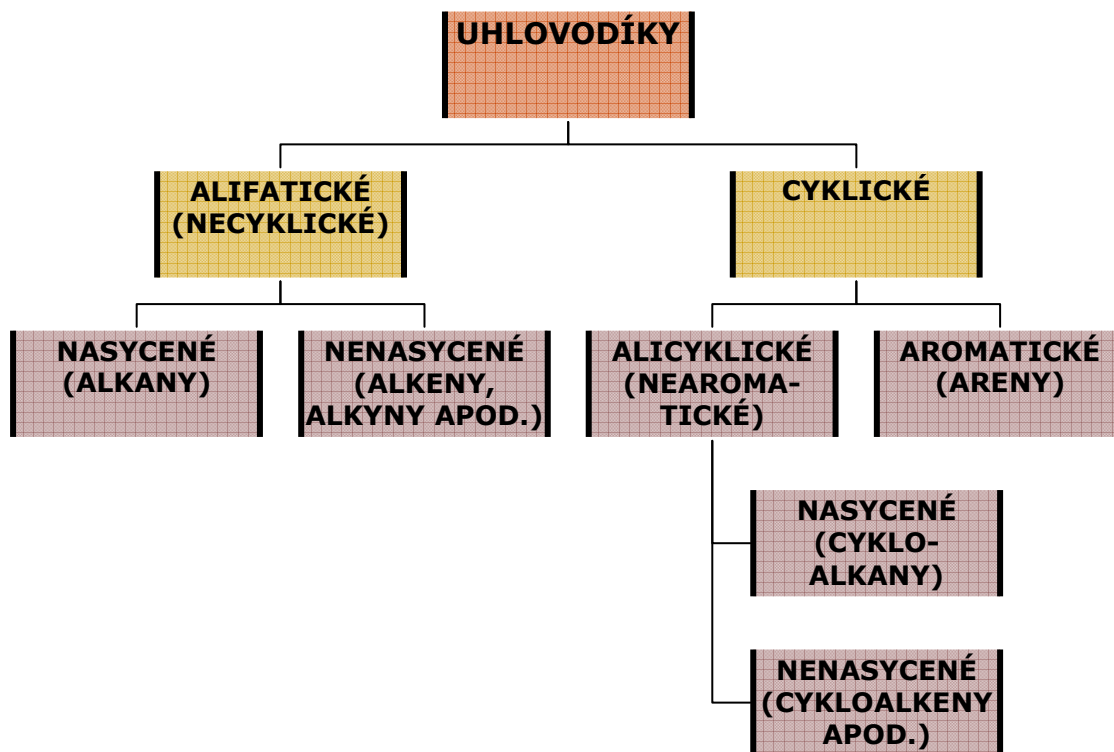 UHLOVODÍKY
ALIFATICKÉ
(NECYKLICKÉ)
CYKLICKÉ
NASYCENÉ
(ALKANY)
NENASYCENÉ
(ALKENY,
ALKYNY APOD.)
ALICYKLICKÉ
(NEAROMA-
TICKÉ)
AROMATICKÉ
(ARENY)
NASYCENÉ
(CYKLO-
ALKANY)
NENASYCENÉ
(CYKLOALKENY
APOD.)